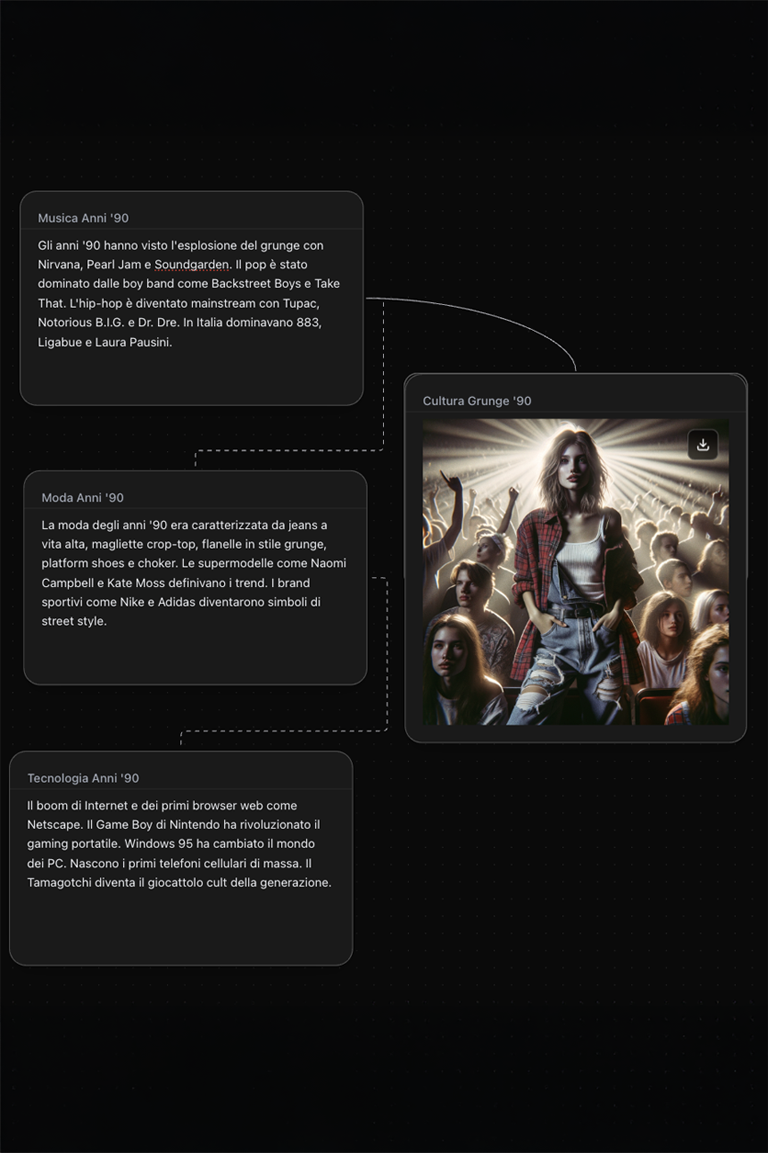 Musica Anni '90
Gli anni '90 hanno visto l'esplosione del grunge con
Nirvana, Pearl Jam e Soundgarden. Il pop è stato
dominato dalle boy band come Backstreet Boys e Take
That. L'hip-hop è diventato mainstream con Tupac,
Notorious B.I.G. e Dr. Dre. In Italia dominavano 883,
Ligabue e Laura Pausini.
Cultura Grunge '90
Moda Anni '90
La moda degli anni '90 era caratterizzata da jeans a
vita alta, magliette crop-top, flanelle in stile grunge,
platform shoes e choker. Le supermodelle come Naomi
Campbell e Kate Moss definivano i trend. I brand
sportivi come Nike e Adidas diventarono simboli di
street style.
Tecnologia Anni '90
Il boom di Internet e dei primi browser web come
Netscape. Il Game Boy di Nintendo ha rivoluzionato il
gaming portatile. Windows 95 ha cambiato il mondo
dei PC. Nascono i primi telefoni cellulari di massa. Il
Tamagotchi diventa il giocattolo cult della generazione.